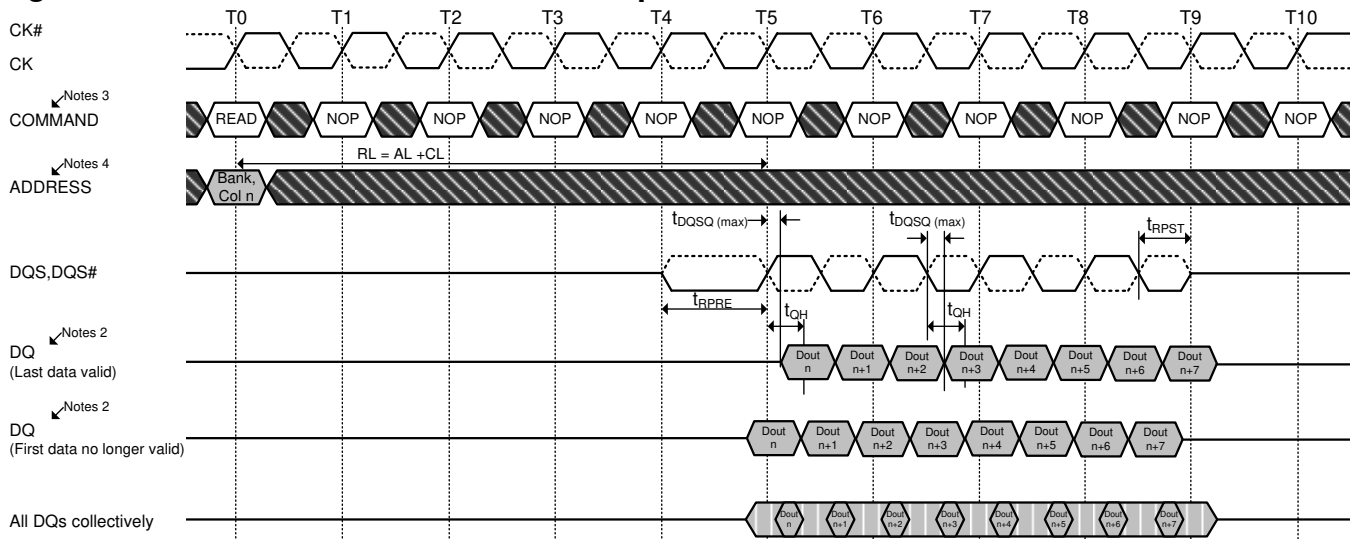 T0 T1 T2 T3 T4 T5 T6 T7 T8 T9 T10
CK#
CK
Notes 3
COMMAND
READ NOP NOP NOP NOP NOP NOP NOP NOP NOP NOP
RL = AL +CL
Notes 4
ADDRESS
Bank,
Col n
tDQSQ (max) tDQSQ (max) tRPST
DQS,DQS#
tRPRE
tQH tQH
Notes 2
DQ
(Last data valid)
Dout n Dout n+1 Dout n+2 Dout n+3 Dout n+4 Dout n+5 Dout n+6 Dout n+7
Notes 2
DQ
(First data no longer valid)
Dout n Dout n+1 Dout n+2 Dout n+3 Dout n+4 Dout n+5 Dout n+6 Dout n+7
All DQs collectively
Dout n Dout n+1 Dout n+2 Dout n+3 Dout n+4 Dout n+5 Dout n+6 Dout n+7